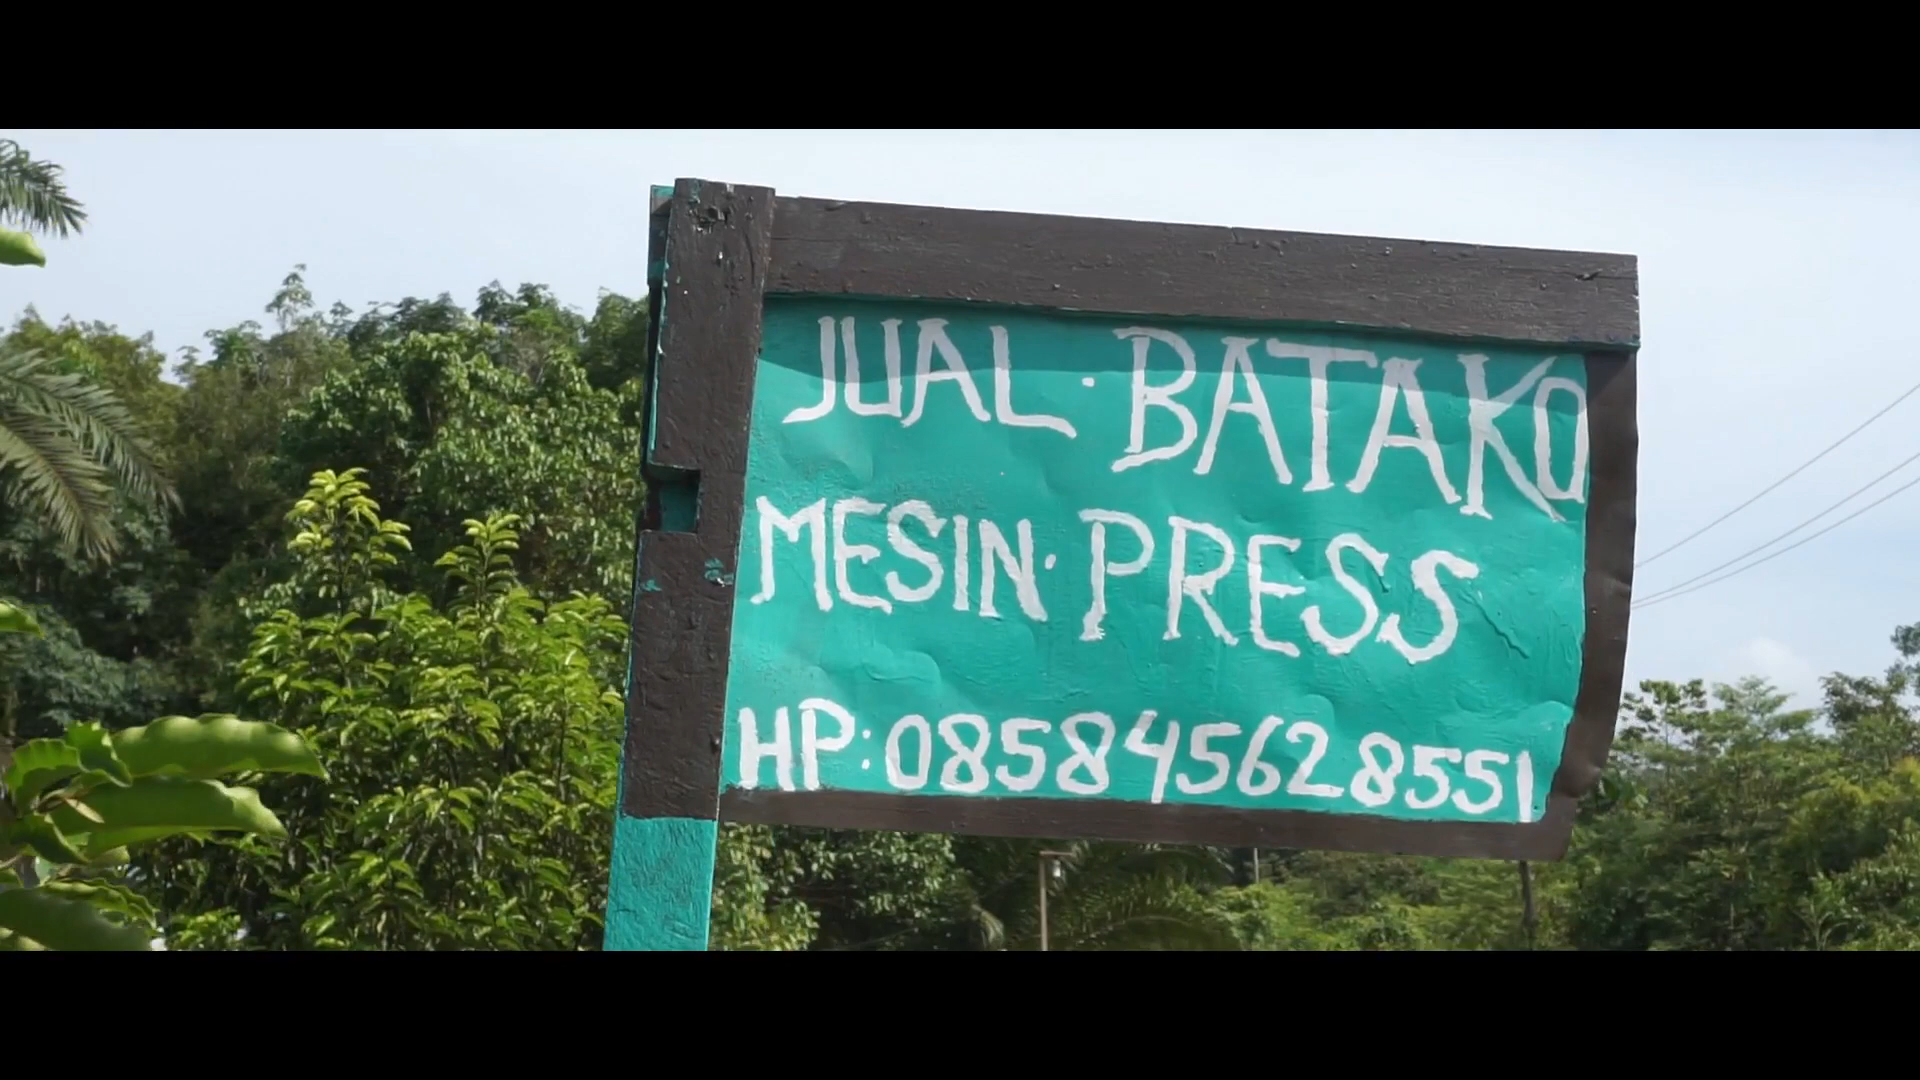 JUAL · BATAKO
MESIN · PRESS
HP : 085845628551